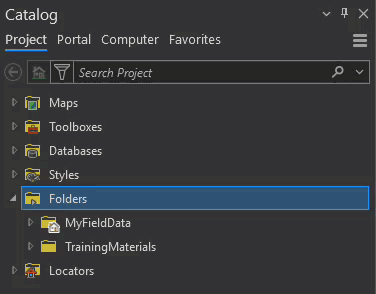 Catalog
Project Portal Computer Favorites
Search Project
Maps
Toolboxes
Databases
Styles
Folders
MyFieldData
TrainingMaterials
Locators